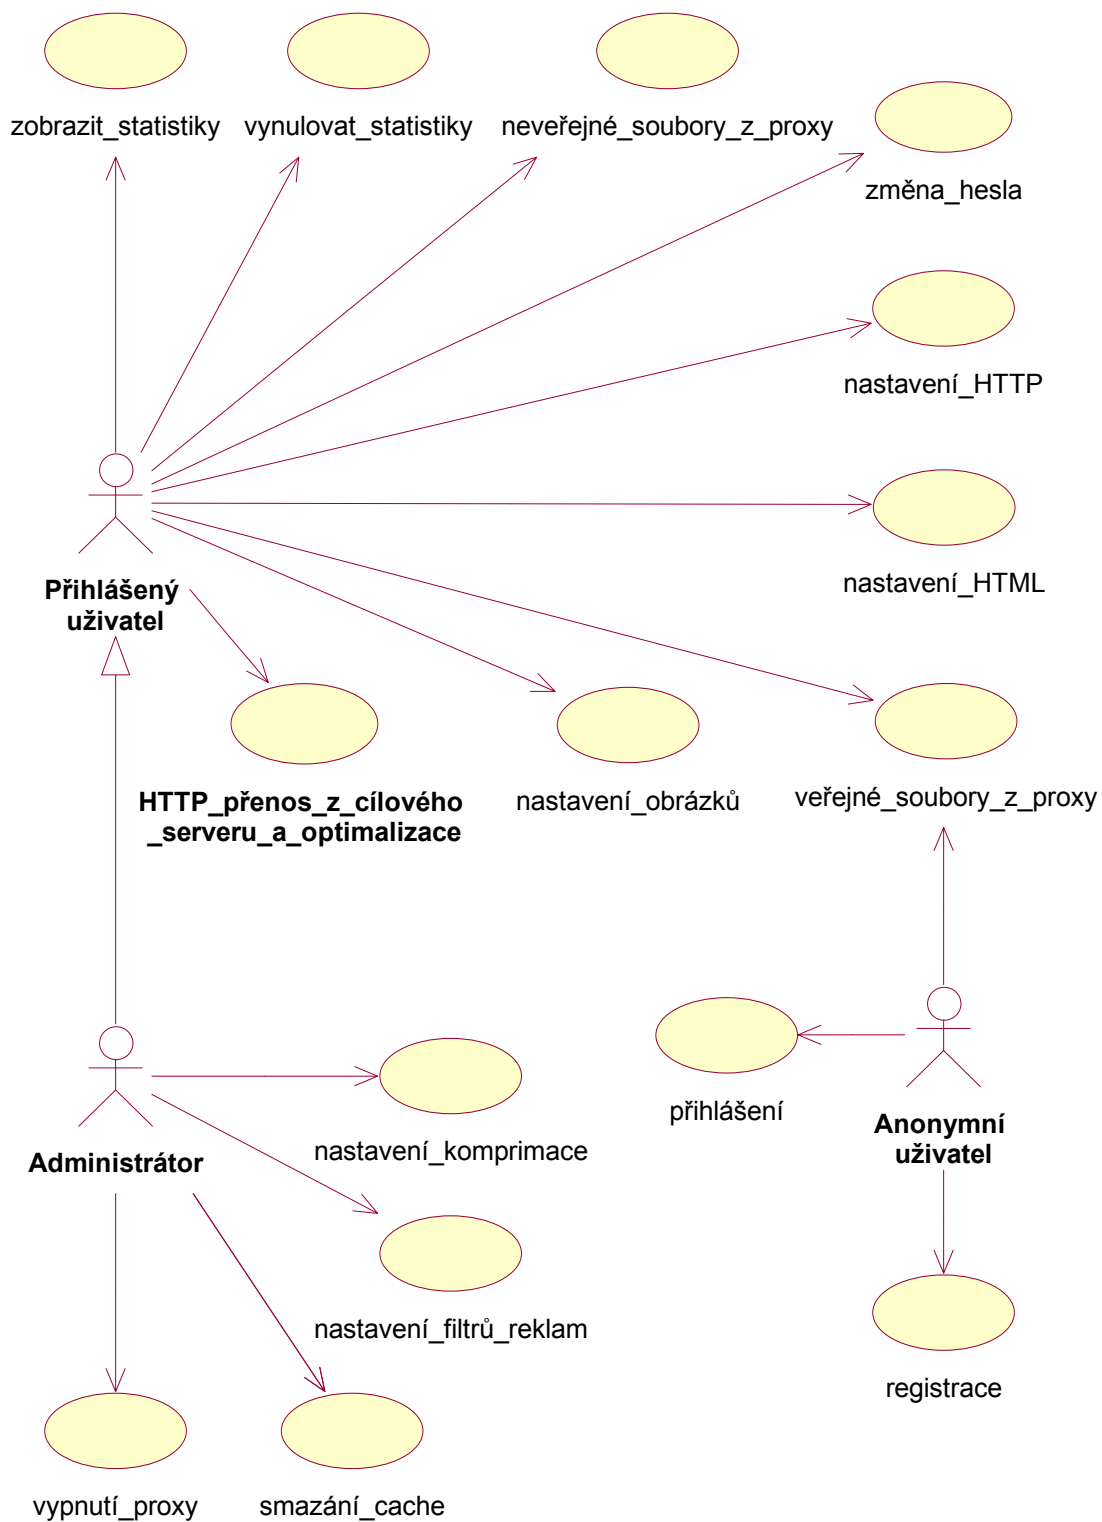 zobrazit_statistiky
vynulovat_statistiky
neveřejné_soubory_z_proxy
změna_hesla
nastavení_HTTP
nastavení_HTML
Přihlášený
uživatel
HTTP_přenos_z_cílového
_serveru_a_optimalizace
nastavení_obrázků
veřejné_soubory_z_proxy
přihlášení
Anonymní
uživatel
nastavení_komprimace
Administrátor
nastavení_filtrů_reklam
registrace
vypnutí_proxy
smazání_cache